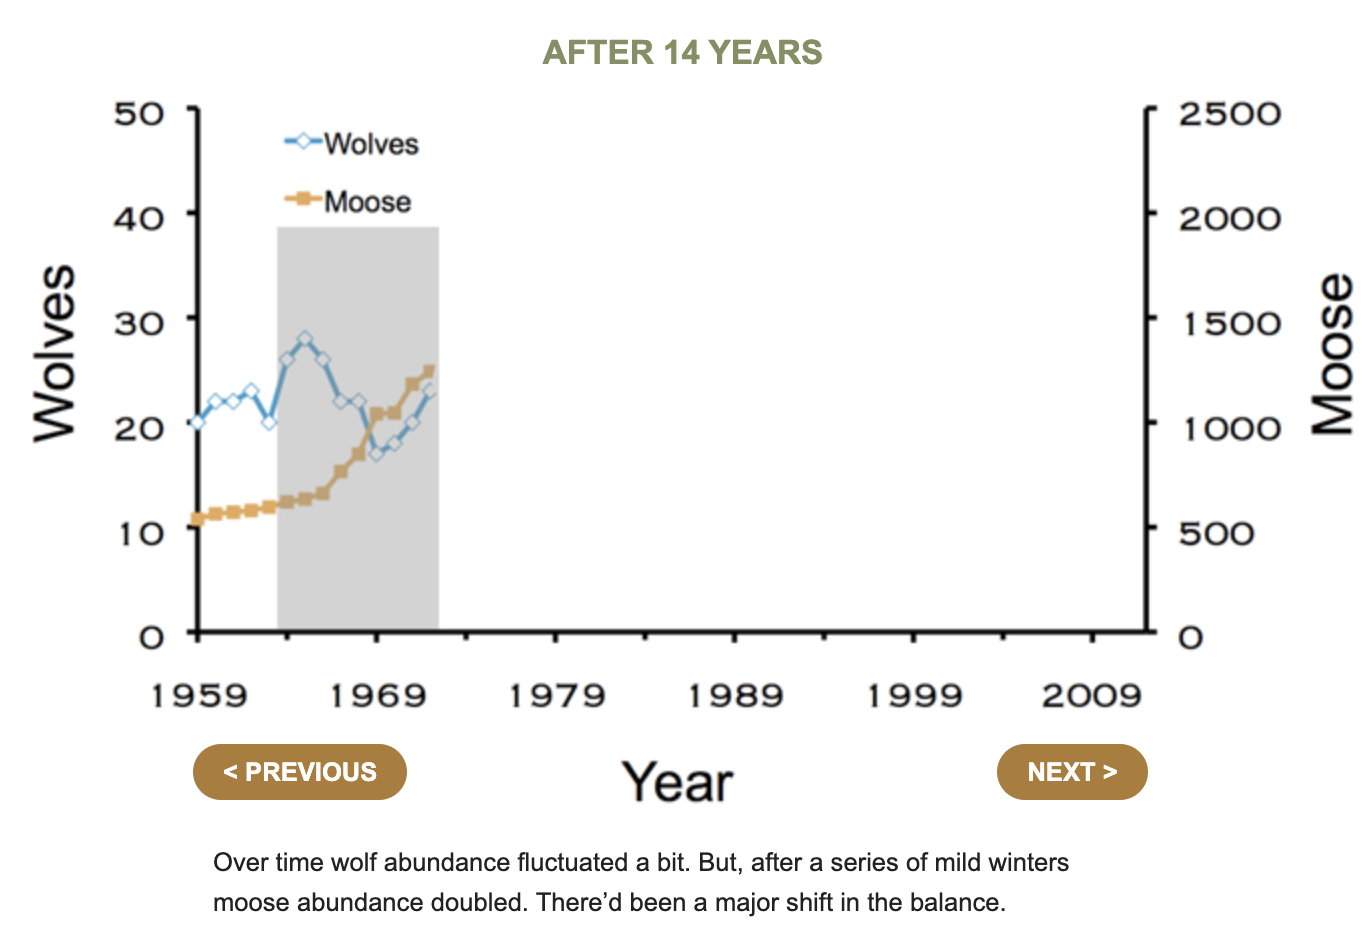 AFTER 14 YEARS
50
40
30
20
10
0
Wolves
Wolves
Moose
2500
2000
1500
1000
500
0
Moose
1959 1969 1979 1989 1999 2009
< PREVIOUS
Year
NEXT >
Over time wolf abundance fluctuated a bit. But, after a series of mild winters
moose abundance doubled. There’d been a major shift in the balance.